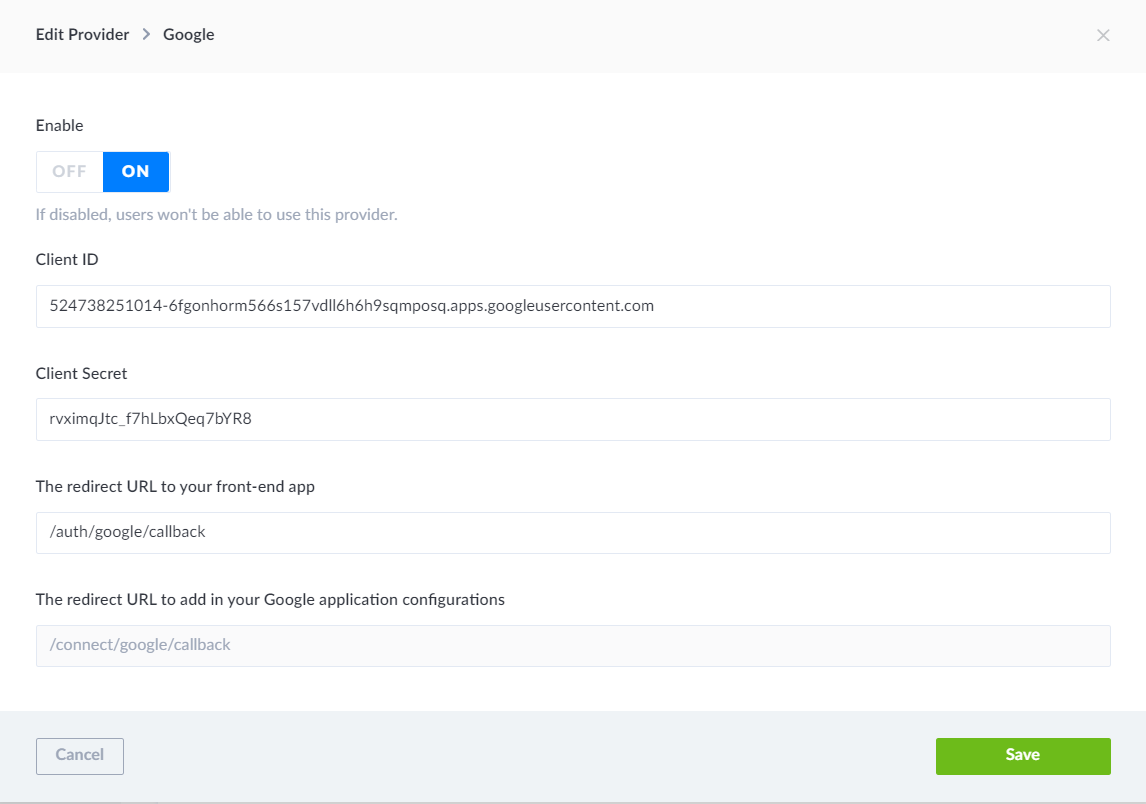 Edit Provider > Google
Enable
OFF ON
If disabled, users won't be able to use this provider.
Client ID
524738251014-6fgonhorm566s157vdll6h6h9sqmposq.apps.googleusercontent.com
Client Secret
rvximqJtc_f7hLbxQeq7bYR8
The redirect URL to your front-end app
/auth/google/callback
The redirect URL to add in your Google application configurations
/connect/google/callback
Cancel Save